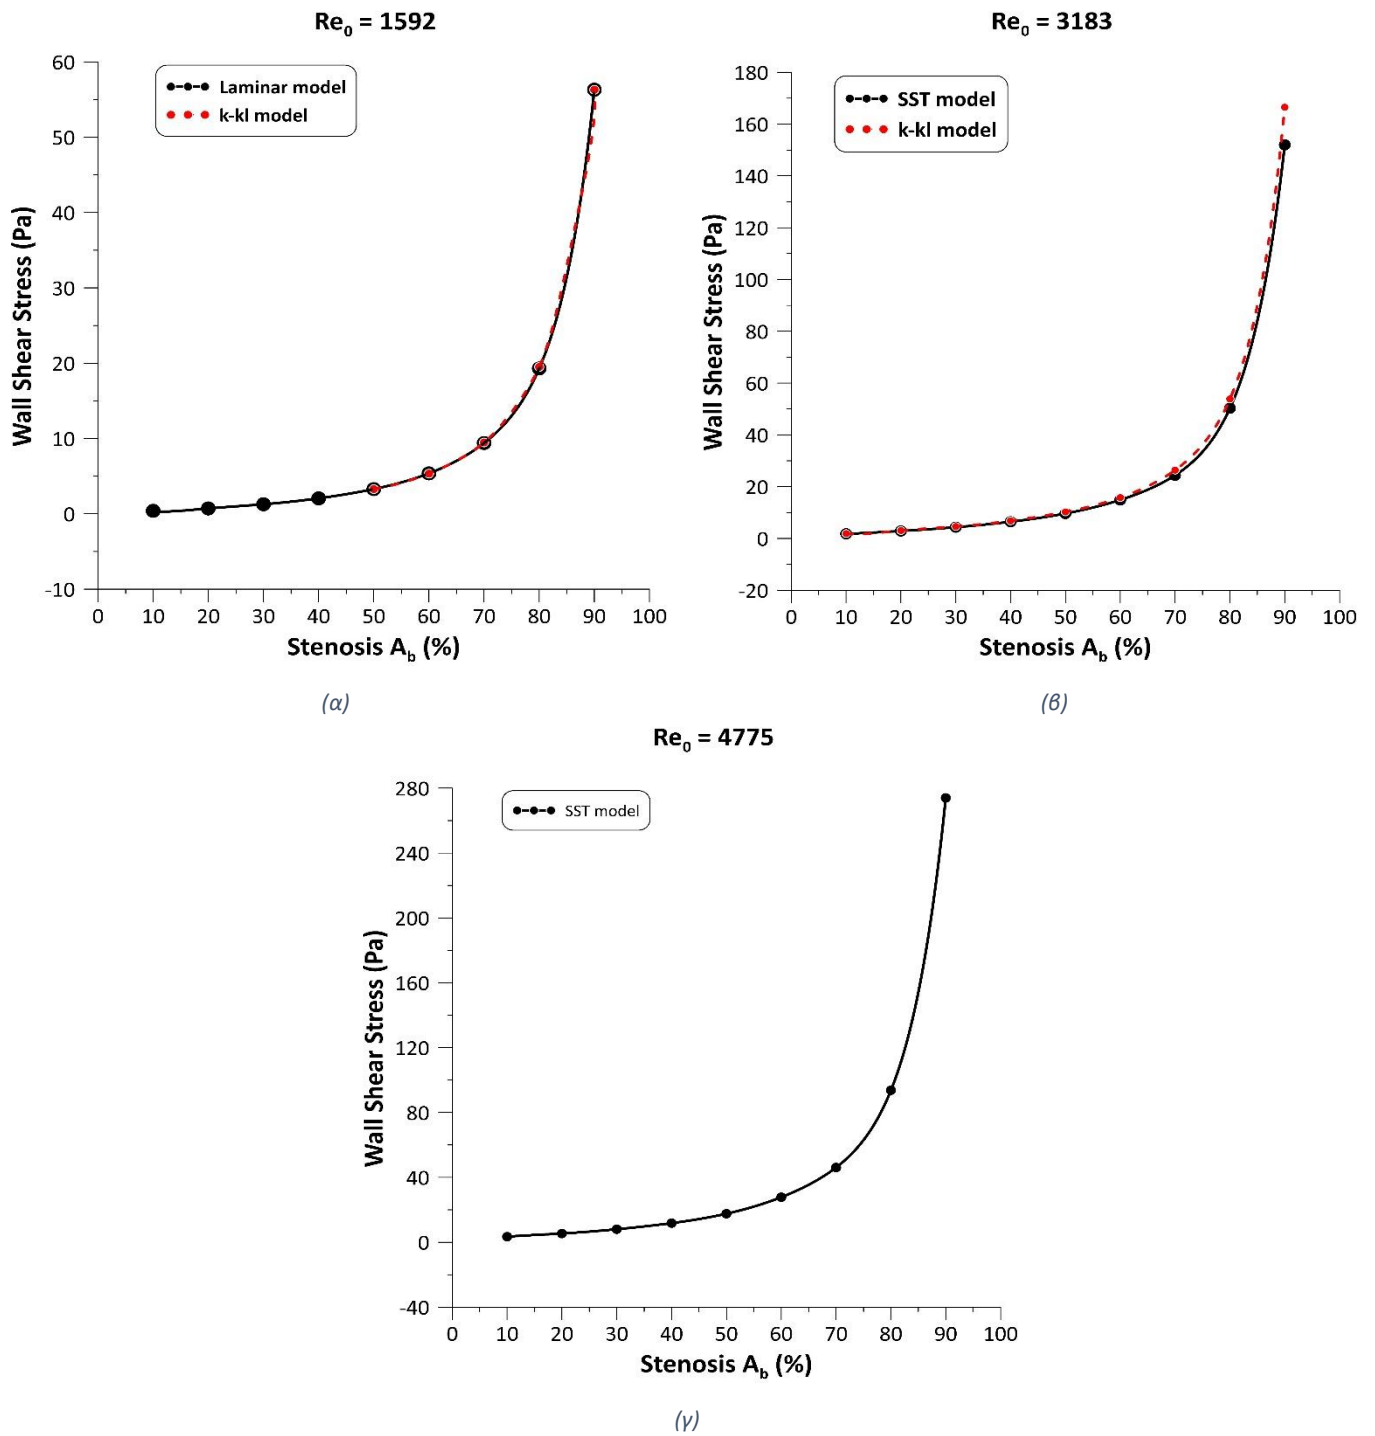 Re₀ = 1592
60
50
40
30
20
10
0
-10
Wall Shear Stress (Pa)
Laminar model
k-kl model
0 10 20 30 40 50 60 70 80 90 100
Stenosis A_b (%)
(α)
Re₀ = 3183
180
160
140
120
100
80
60
40
20
0
-20
Wall Shear Stress (Pa)
SST model
k-kl model
0 10 20 30 40 50 60 70 80 90 100
Stenosis A_b (%)
(β)
Re₀ = 4775
280
240
200
160
120
80
40
0
-40
Wall Shear Stress (Pa)
SST model
0 10 20 30 40 50 60 70 80 90 100
Stenosis A_b (%)
(γ)